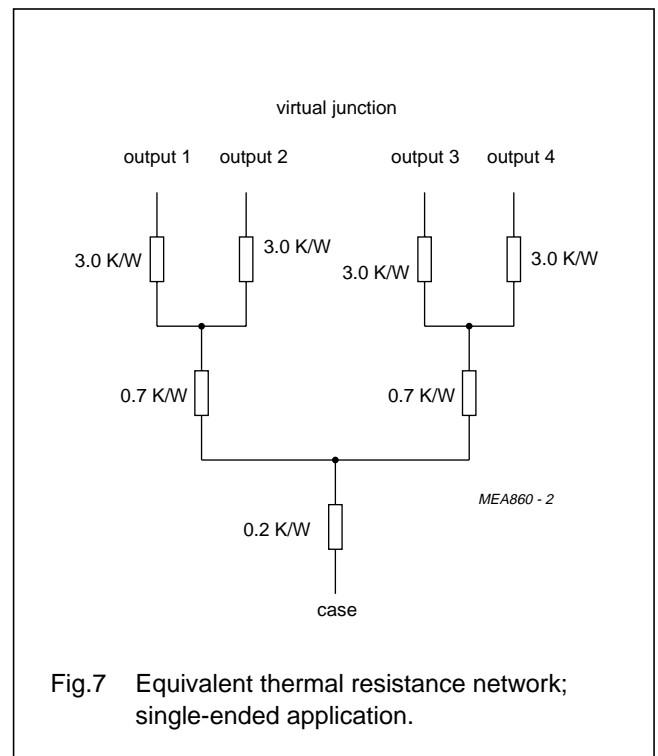 virtual junction
output 1 output 2 output 3 output 4
3.0 K/W 3.0 K/W 3.0 K/W 3.0 K/W
0.7 K/W 0.7 K/W
MEA860 - 2
0.2 K/W
case
Fig.7 Equivalent thermal resistance network;
single-ended application.